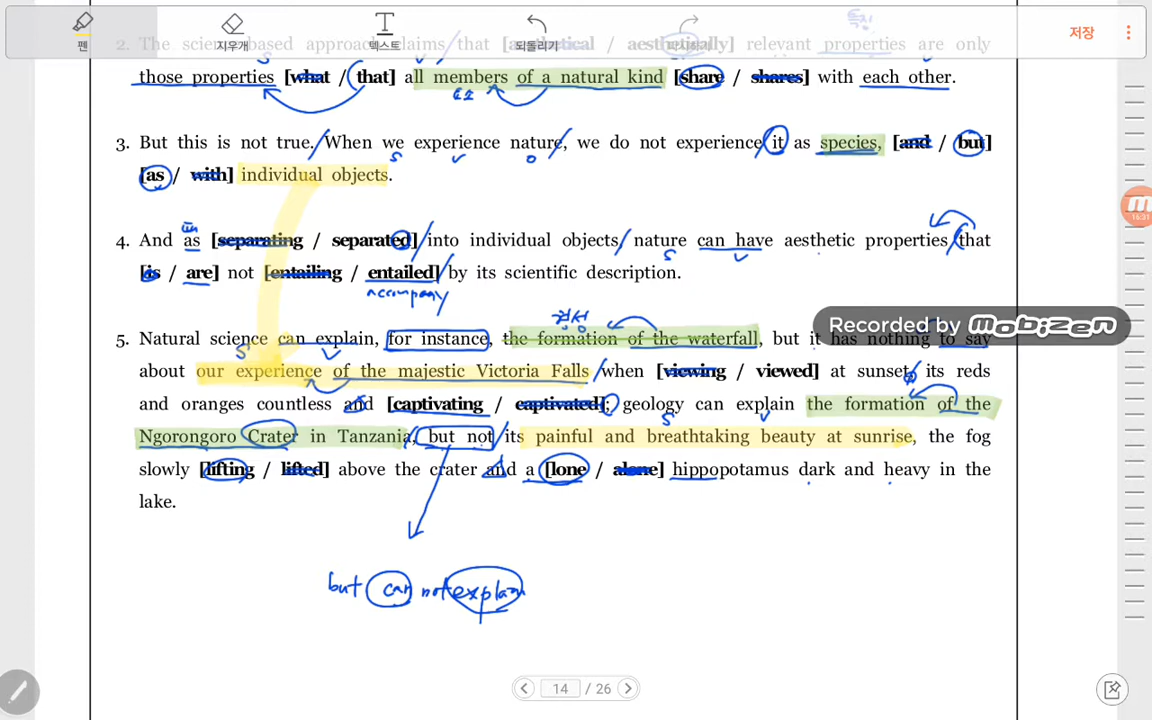 펜 지우개 텍스트 되돌리기 저장
특징
2. The science-based approach claims that [aesthetical / aesthetically] relevant properties are only
those properties [what / that] all members of a natural kind [share / shares] with each other.
3. But this is not true. When we experience nature, we do not experience it as species, [and / but]
s v o
[as / with] individual objects.
4. And as [separating / separated] into individual objects, nature can have aesthetic properties that
s v
[is / are] not [entailing / entailed] by its scientific description.
accompany
형성
Recorded by mobizen
5. Natural science can explain, for instance, the formation of the waterfall, but it has nothing to say
s v
about our experience of the majestic Victoria Falls when [viewing / viewed] at sunset, its reds
and oranges countless and [captivating / captivated]; geology can explain the formation of the
s v
Ngorongoro Crater in Tanzania, but not its painful and breathtaking beauty at sunrise, the fog
slowly [lifting / lifted] above the crater and a [lone / alone] hippopotamus dark and heavy in the
lake.
but can not explain
14 / 26